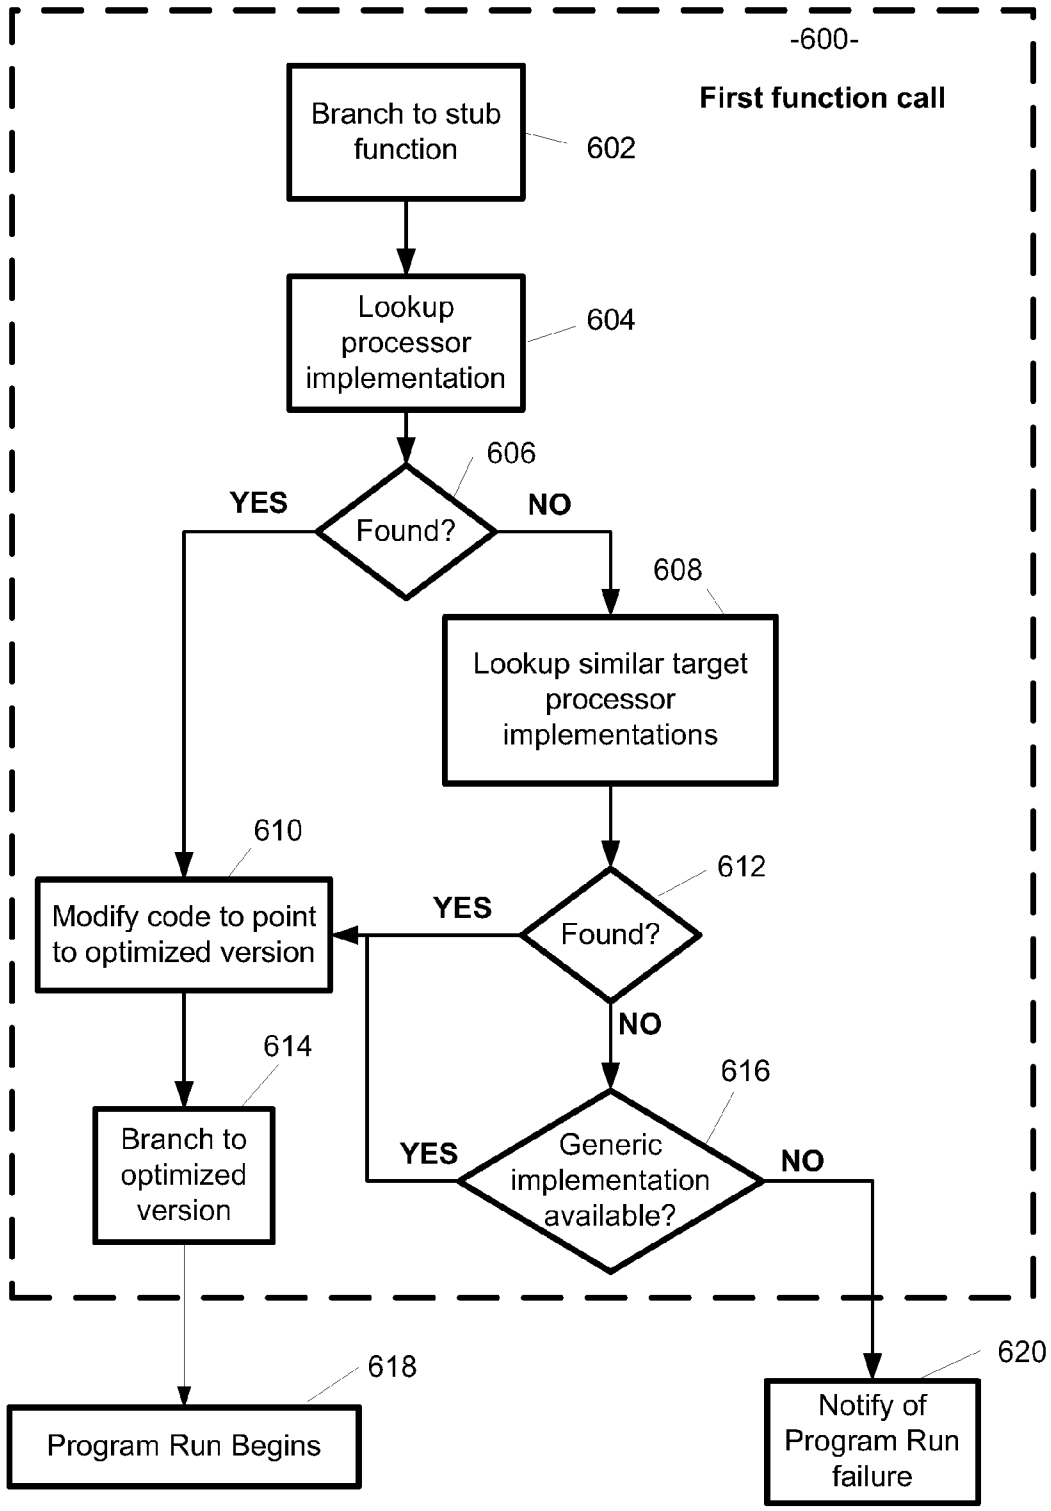 -600-
First function call
Branch to stub
function
602
Lookup
processor
implementation
604
606
YES
NO
Found?
608
Lookup similar target
processor
implementations
610
612
Modify code to point
to optimized version
YES
Found?
NO
614
616
Branch to
optimized
version
YES
Generic
implementation
available?
NO
618
620
Program Run Begins
Notify of
Program Run
failure